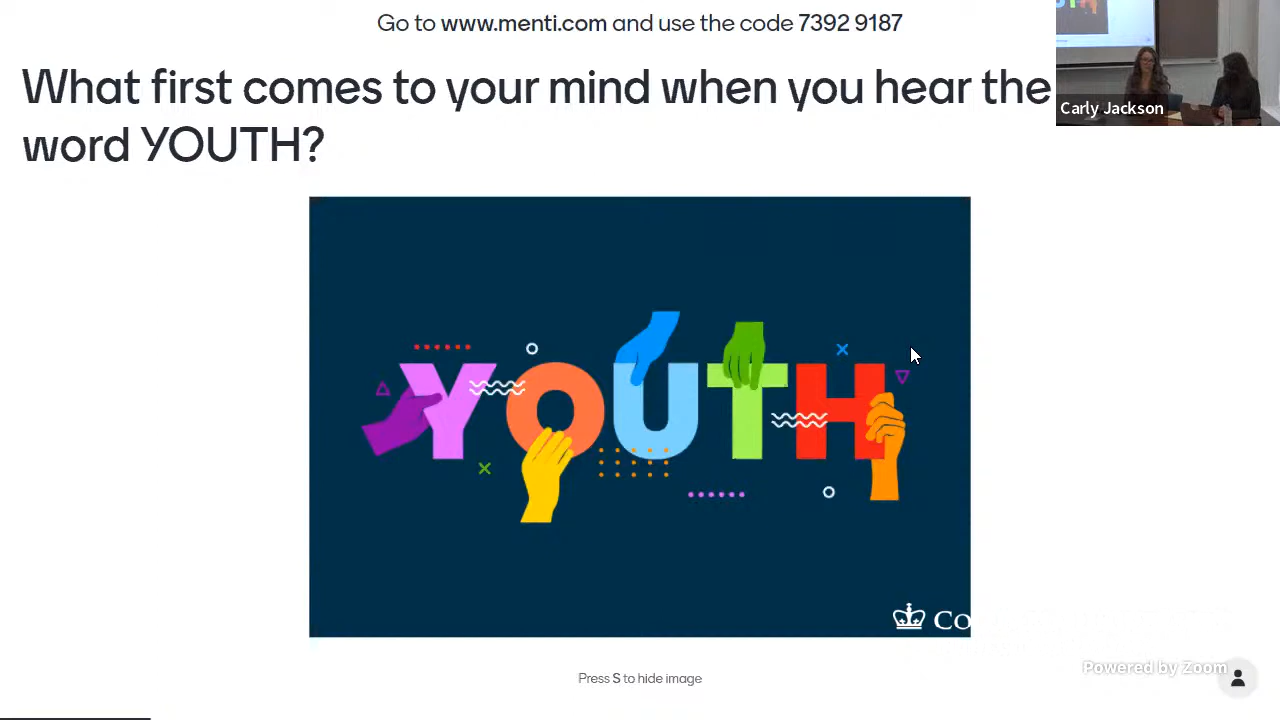 Go to www.menti.com and use the code 7392 9187
What first comes to your mind when you hear the
word YOUTH?
Carly Jackson
YOUTH
Press S to hide image
Powered by Zoom